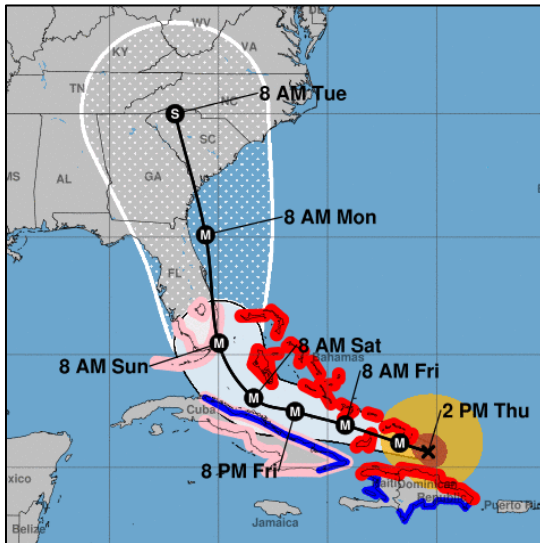 WV
DE
KY
VA
8 AM Tue
TN
NC
S
SC
MS
AL
GA
8 AM Mon
M
FL
8 AM Sun
M
8 AM Sat
Bahamas
8 AM Fri
M
M
M
2 PM Thu
M
Cuba
8 PM Fri
Haiti
Dominican
Republic
Puerto Ric
exico
Belize
Jamaica